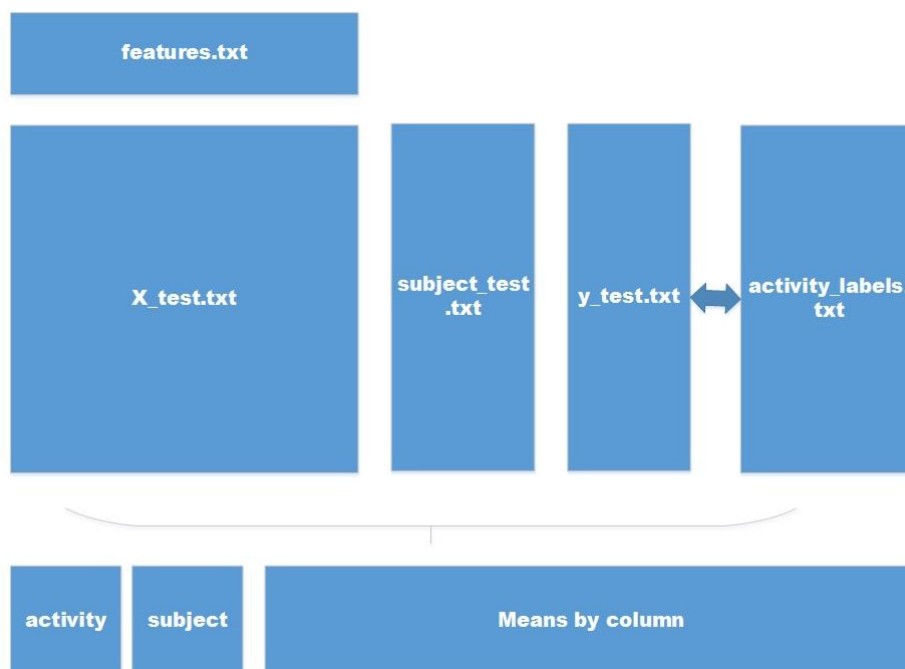 features.txt
X_test.txt
subject_test
.txt
y_test.txt
activity_labels
txt
activity
subject
Means by column